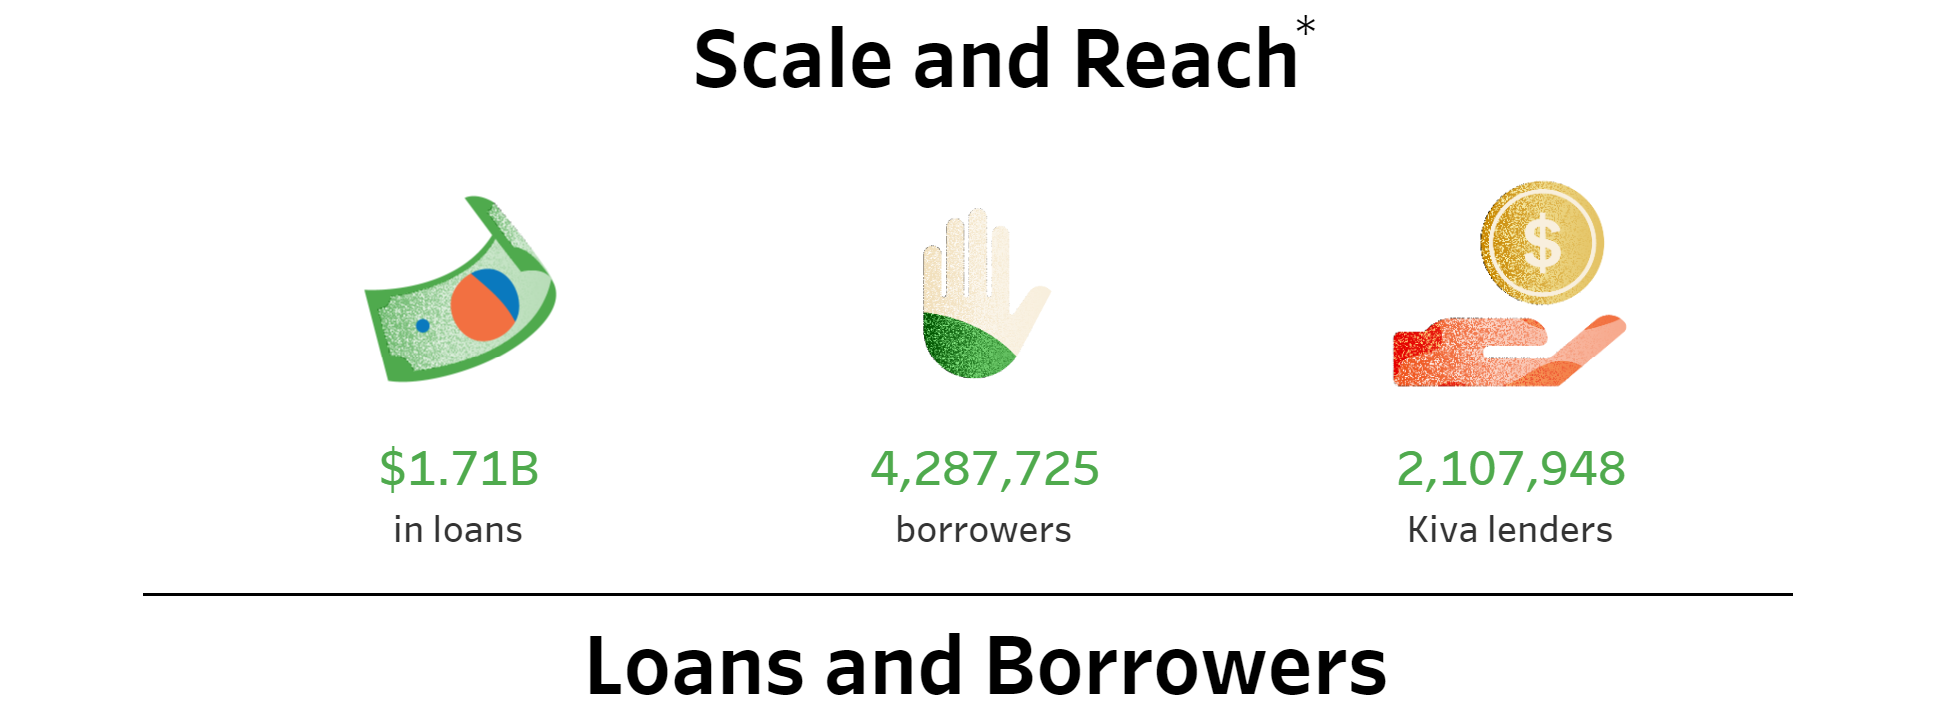 Scale and Reach*
$
$1.71B
in loans
4,287,725
borrowers
2,107,948
Kiva lenders
Loans and Borrowers